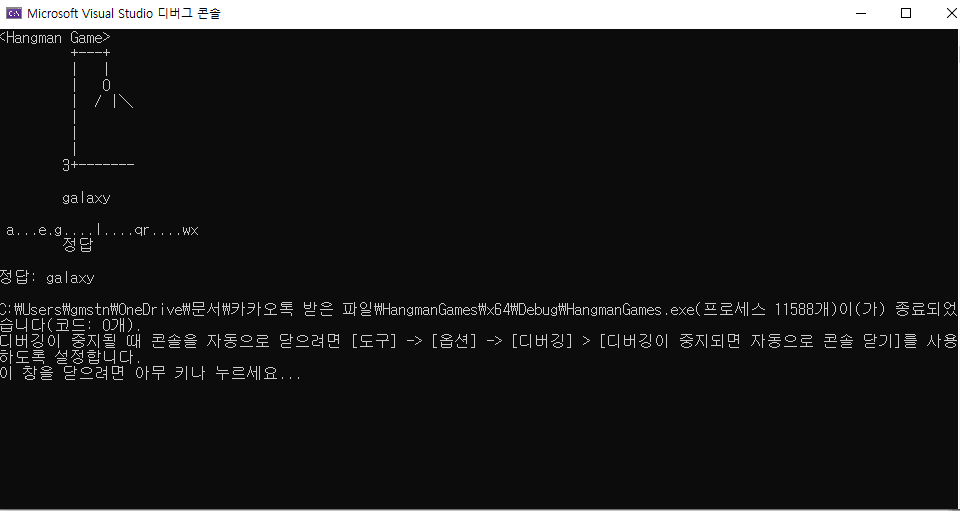 Microsoft Visual Studio 디버그 콘솔
<Hangman Game>
         +---+
         |   |
         |   O
         |  / |＼
         |
         |
         |
        3+-------
        galaxy
 a...e.g....l....qr....wx
        정답
정답: galaxy
C:₩Users₩gmstn₩OneDrive₩문서₩카카오톡 받은 파일₩HangmanGames₩x64₩Debug₩HangmanGames.exe(프로세스 11588개)이(가) 종료되었
습니다(코드: 0개).
디버깅이 중지될 때 콘솔을 자동으로 닫으려면 [도구] -> [옵션] -> [디버깅] > [디버깅이 중지되면 자동으로 콘솔 닫기]를 사용
하도록 설정합니다.
이 창을 닫으려면 아무 키나 누르세요...